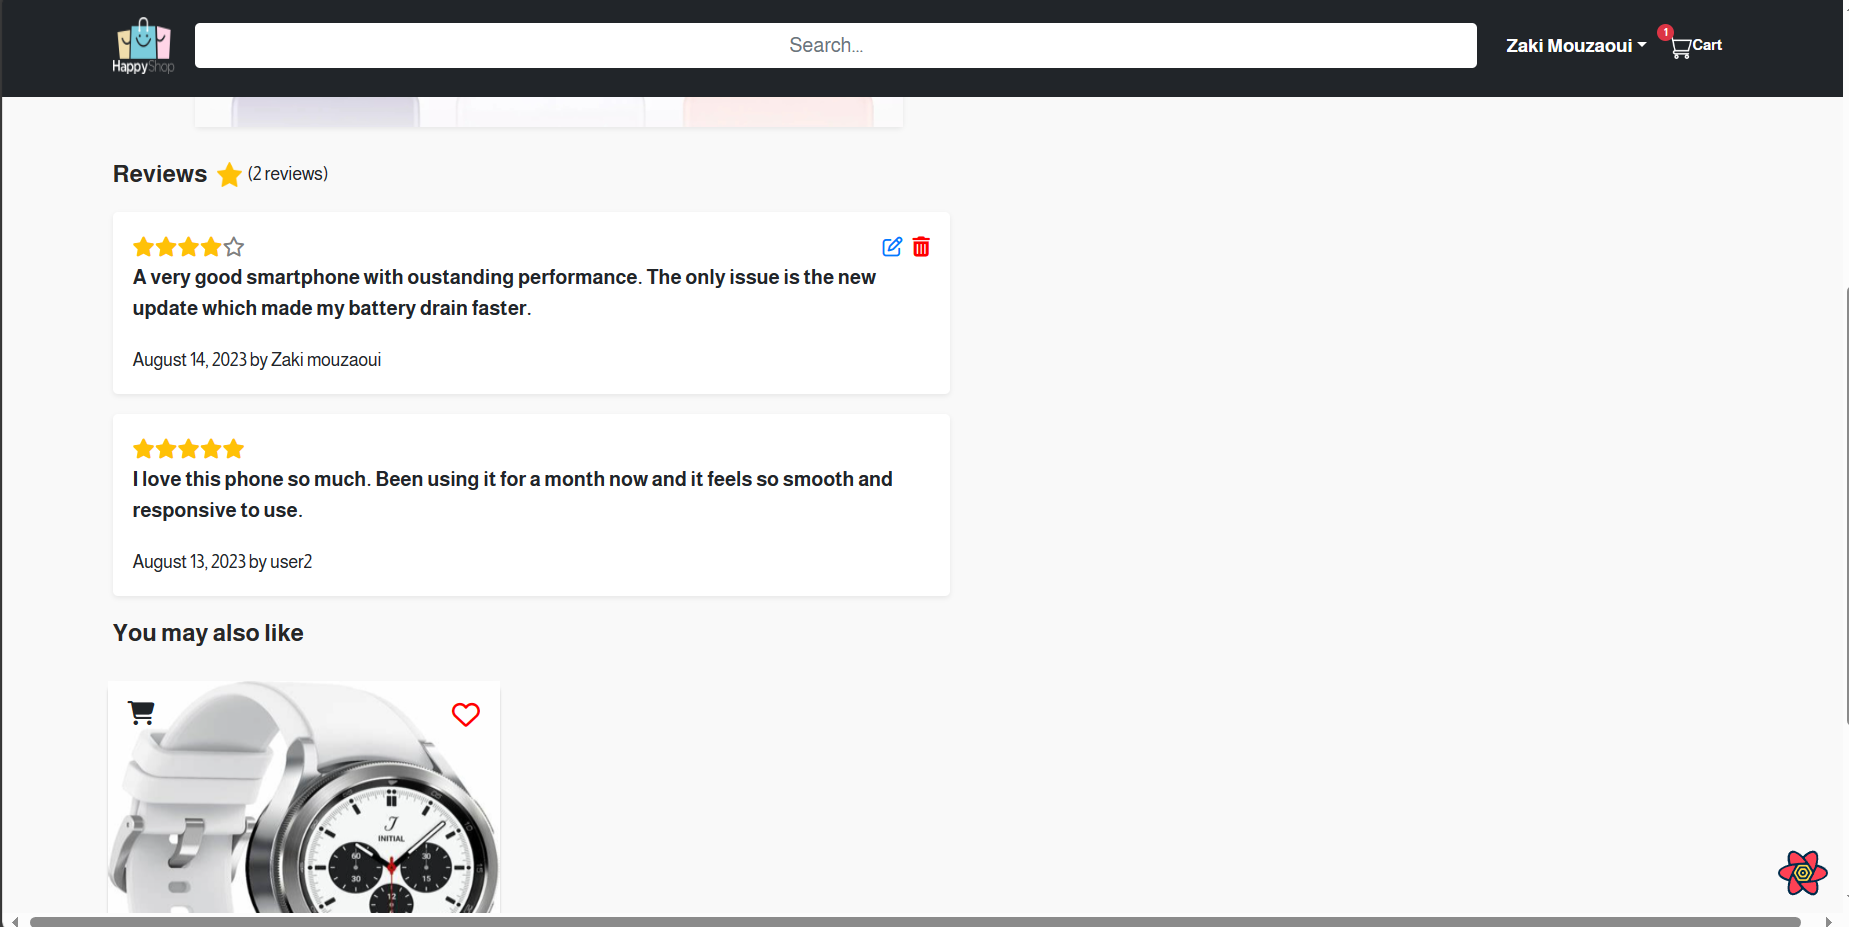 HappyShop
Search...
Zaki Mouzaoui
1
Cart
Reviews (2 reviews)
A very good smartphone with oustanding performance. The only issue is the new
update which made my battery drain faster.
August 14, 2023 by Zaki mouzaoui
I love this phone so much. Been using it for a month now and it feels so smooth and
responsive to use.
August 13, 2023 by user2
You may also like
INITIAL
60
30
30
15
12